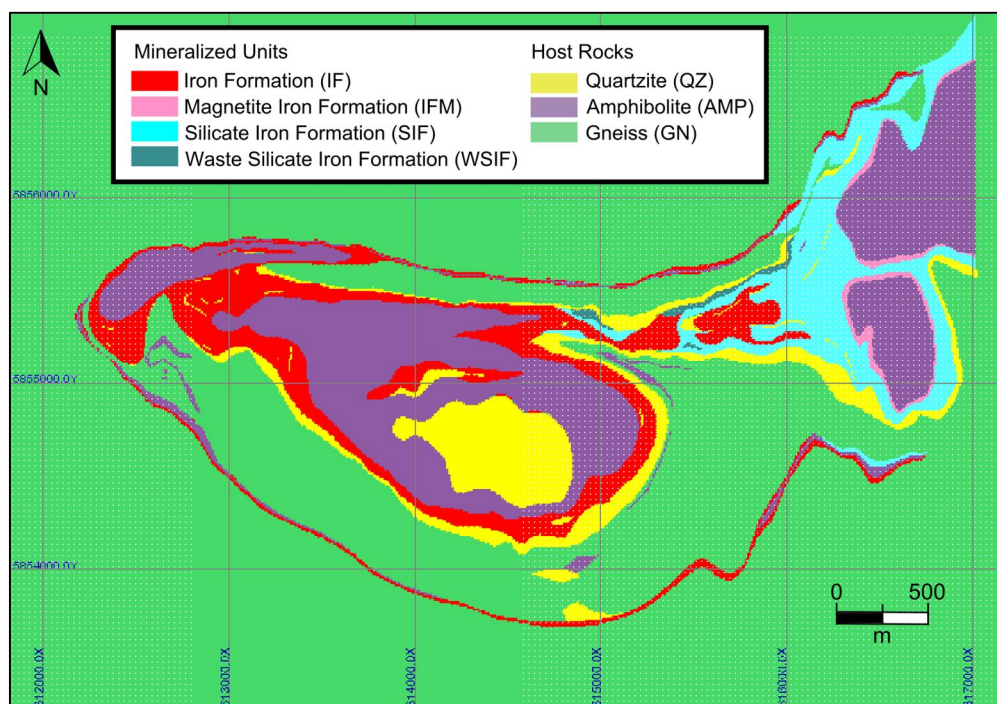 Mineralized Units
Iron Formation (IF)
Magnetite Iron Formation (IFM)
Silicate Iron Formation (SIF)
Waste Silicate Iron Formation (WSIF)
Host Rocks
Quartzite (QZ)
Amphibolite (AMP)
Gneiss (GN)
N
5856000.0Y
5855000.0Y
5854000.0Y
0 500
m
612000.0X
613000.0X
614000.0X
615000.0X
616000.0X
617000.0X